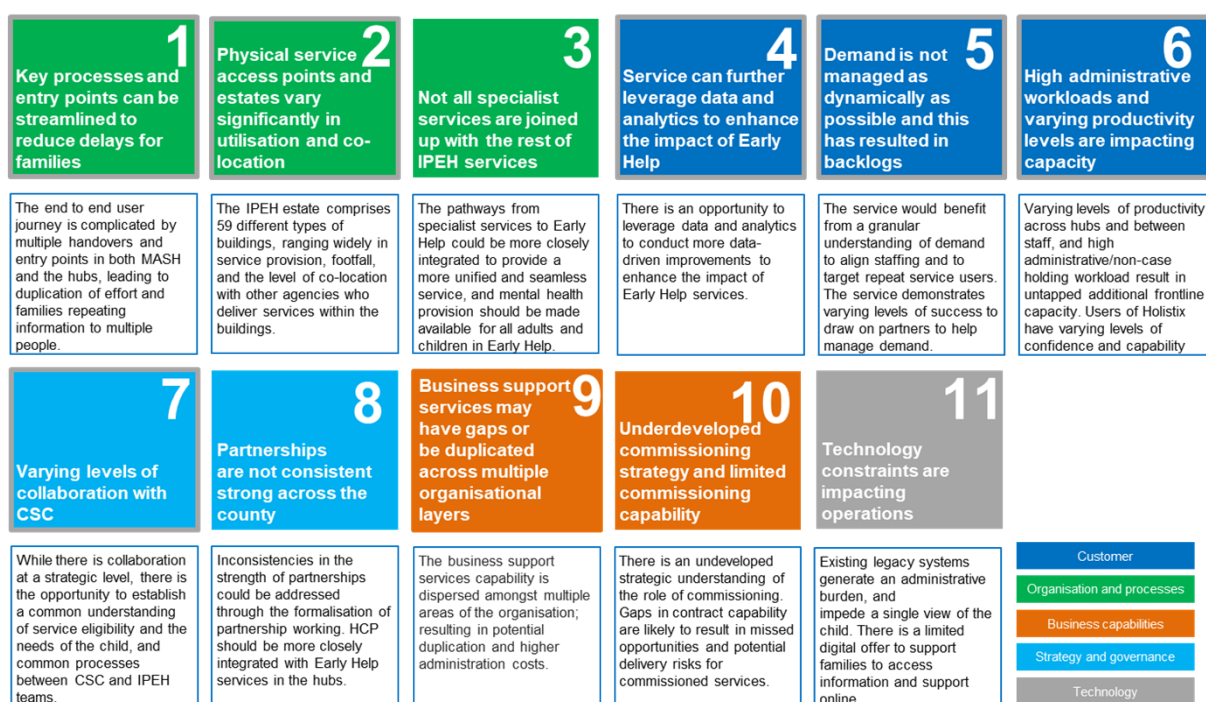 1
Key processes and
entry points can be
streamlined to
reduce delays for
families
2
Physical service
access points and
estates vary
significantly in
utilisation and co-
location
3
Not all specialist
services are joined
up with the rest of
IPEH services
4
Service can further
leverage data and
analytics to enhance
the impact of Early
Help
5
Demand is not
managed as
dynamically as
possible and this
has resulted in
backlogs
6
High administrative
workloads and
varying productivity
levels are impacting
capacity
The end to end user
journey is complicated by
multiple handovers and
entry points in both MASH
and the hubs, leading to
duplication of effort and
families repeating
information to multiple
people.
The IPEH estate comprises
59 different types of
buildings, ranging widely in
service provision, footfall,
and the level of co-location
with other agencies who
deliver services within the
buildings.
The pathways from
specialist services to Early
Help could be more closely
integrated to provide a
more unified and seamless
service, and mental health
provision should be made
available for all adults and
children in Early Help.
There is an opportunity to
leverage data and analytics
to conduct more data-
driven improvements to
enhance the impact of
Early Help services.
The service would benefit
from a granular
understanding of demand
to align staffing and to
target repeat service users.
The service demonstrates
varying levels of success to
draw on partners to help
manage demand.
Varying levels of productivity
across hubs and between
staff, and high
administrative/non-case
holding workload result in
untapped additional frontline
capacity. Users of Holistix
have varying levels of
confidence and capability
7
Varying levels of
collaboration with
CSC
8
Partnerships
are not consistent
strong across the
county
9
Business support
services may
have gaps or
be duplicated
across multiple
organisational
layers
10
Underdeveloped
commissioning
strategy and limited
commissioning
capability
11
Technology
constraints are
impacting
operations
While there is collaboration
at a strategic level, there is
the opportunity to establish
a common understanding
of service eligibility and the
needs of the child, and
common processes
between CSC and IPEH
teams.
Inconsistencies in the
strength of partnerships
could be addressed
through the formalisation of
partnership working. HCP
should be more closely
integrated with Early Help
services in the hubs.
The business support
services capability is
dispersed amongst multiple
areas of the organisation;
resulting in potential
duplication and higher
administration costs.
There is an undeveloped
strategic understanding of
the role of commissioning.
Gaps in contract capability
are likely to result in missed
opportunities and potential
delivery risks for
commissioned services.
Existing legacy systems
generate an administrative
burden, and
impede a single view of the
child. There is a limited
digital offer to support
families to access
information and support
online
Customer
Organisation and processes
Business capabilities
Strategy and governance
Technology